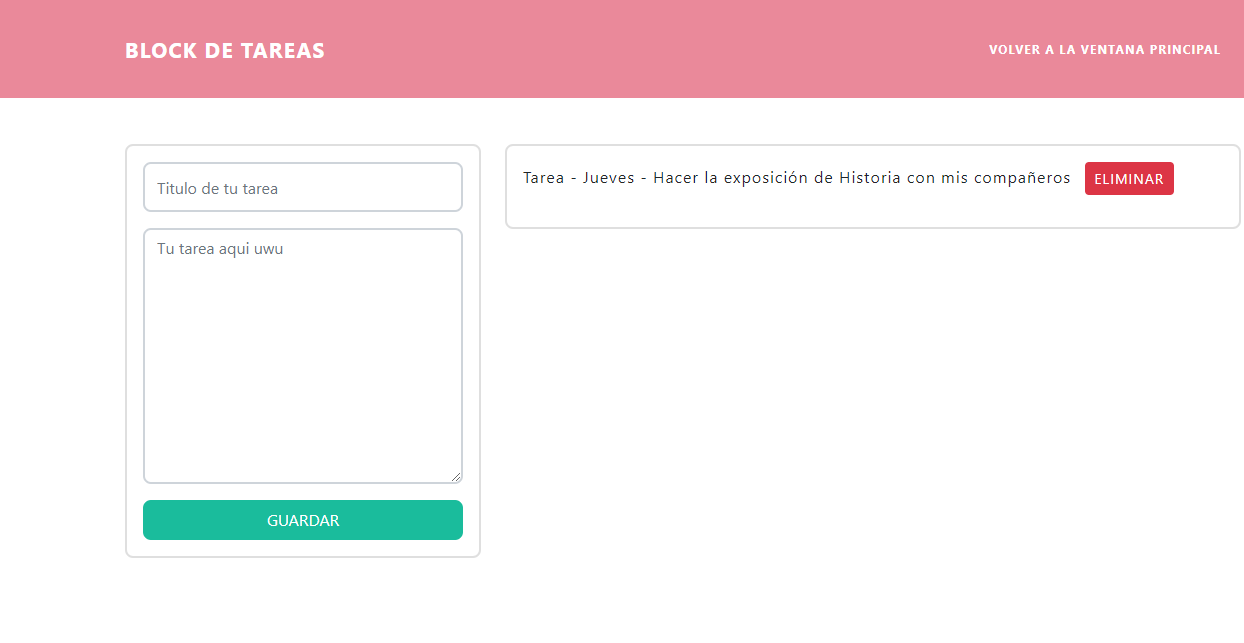 BLOCK DE TAREAS
VOLVER A LA VENTANA PRINCIPAL
Titulo de tu tarea
Tu tarea aqui uwu
GUARDAR
Tarea - Jueves - Hacer la exposición de Historia con mis compañeros
ELIMINAR